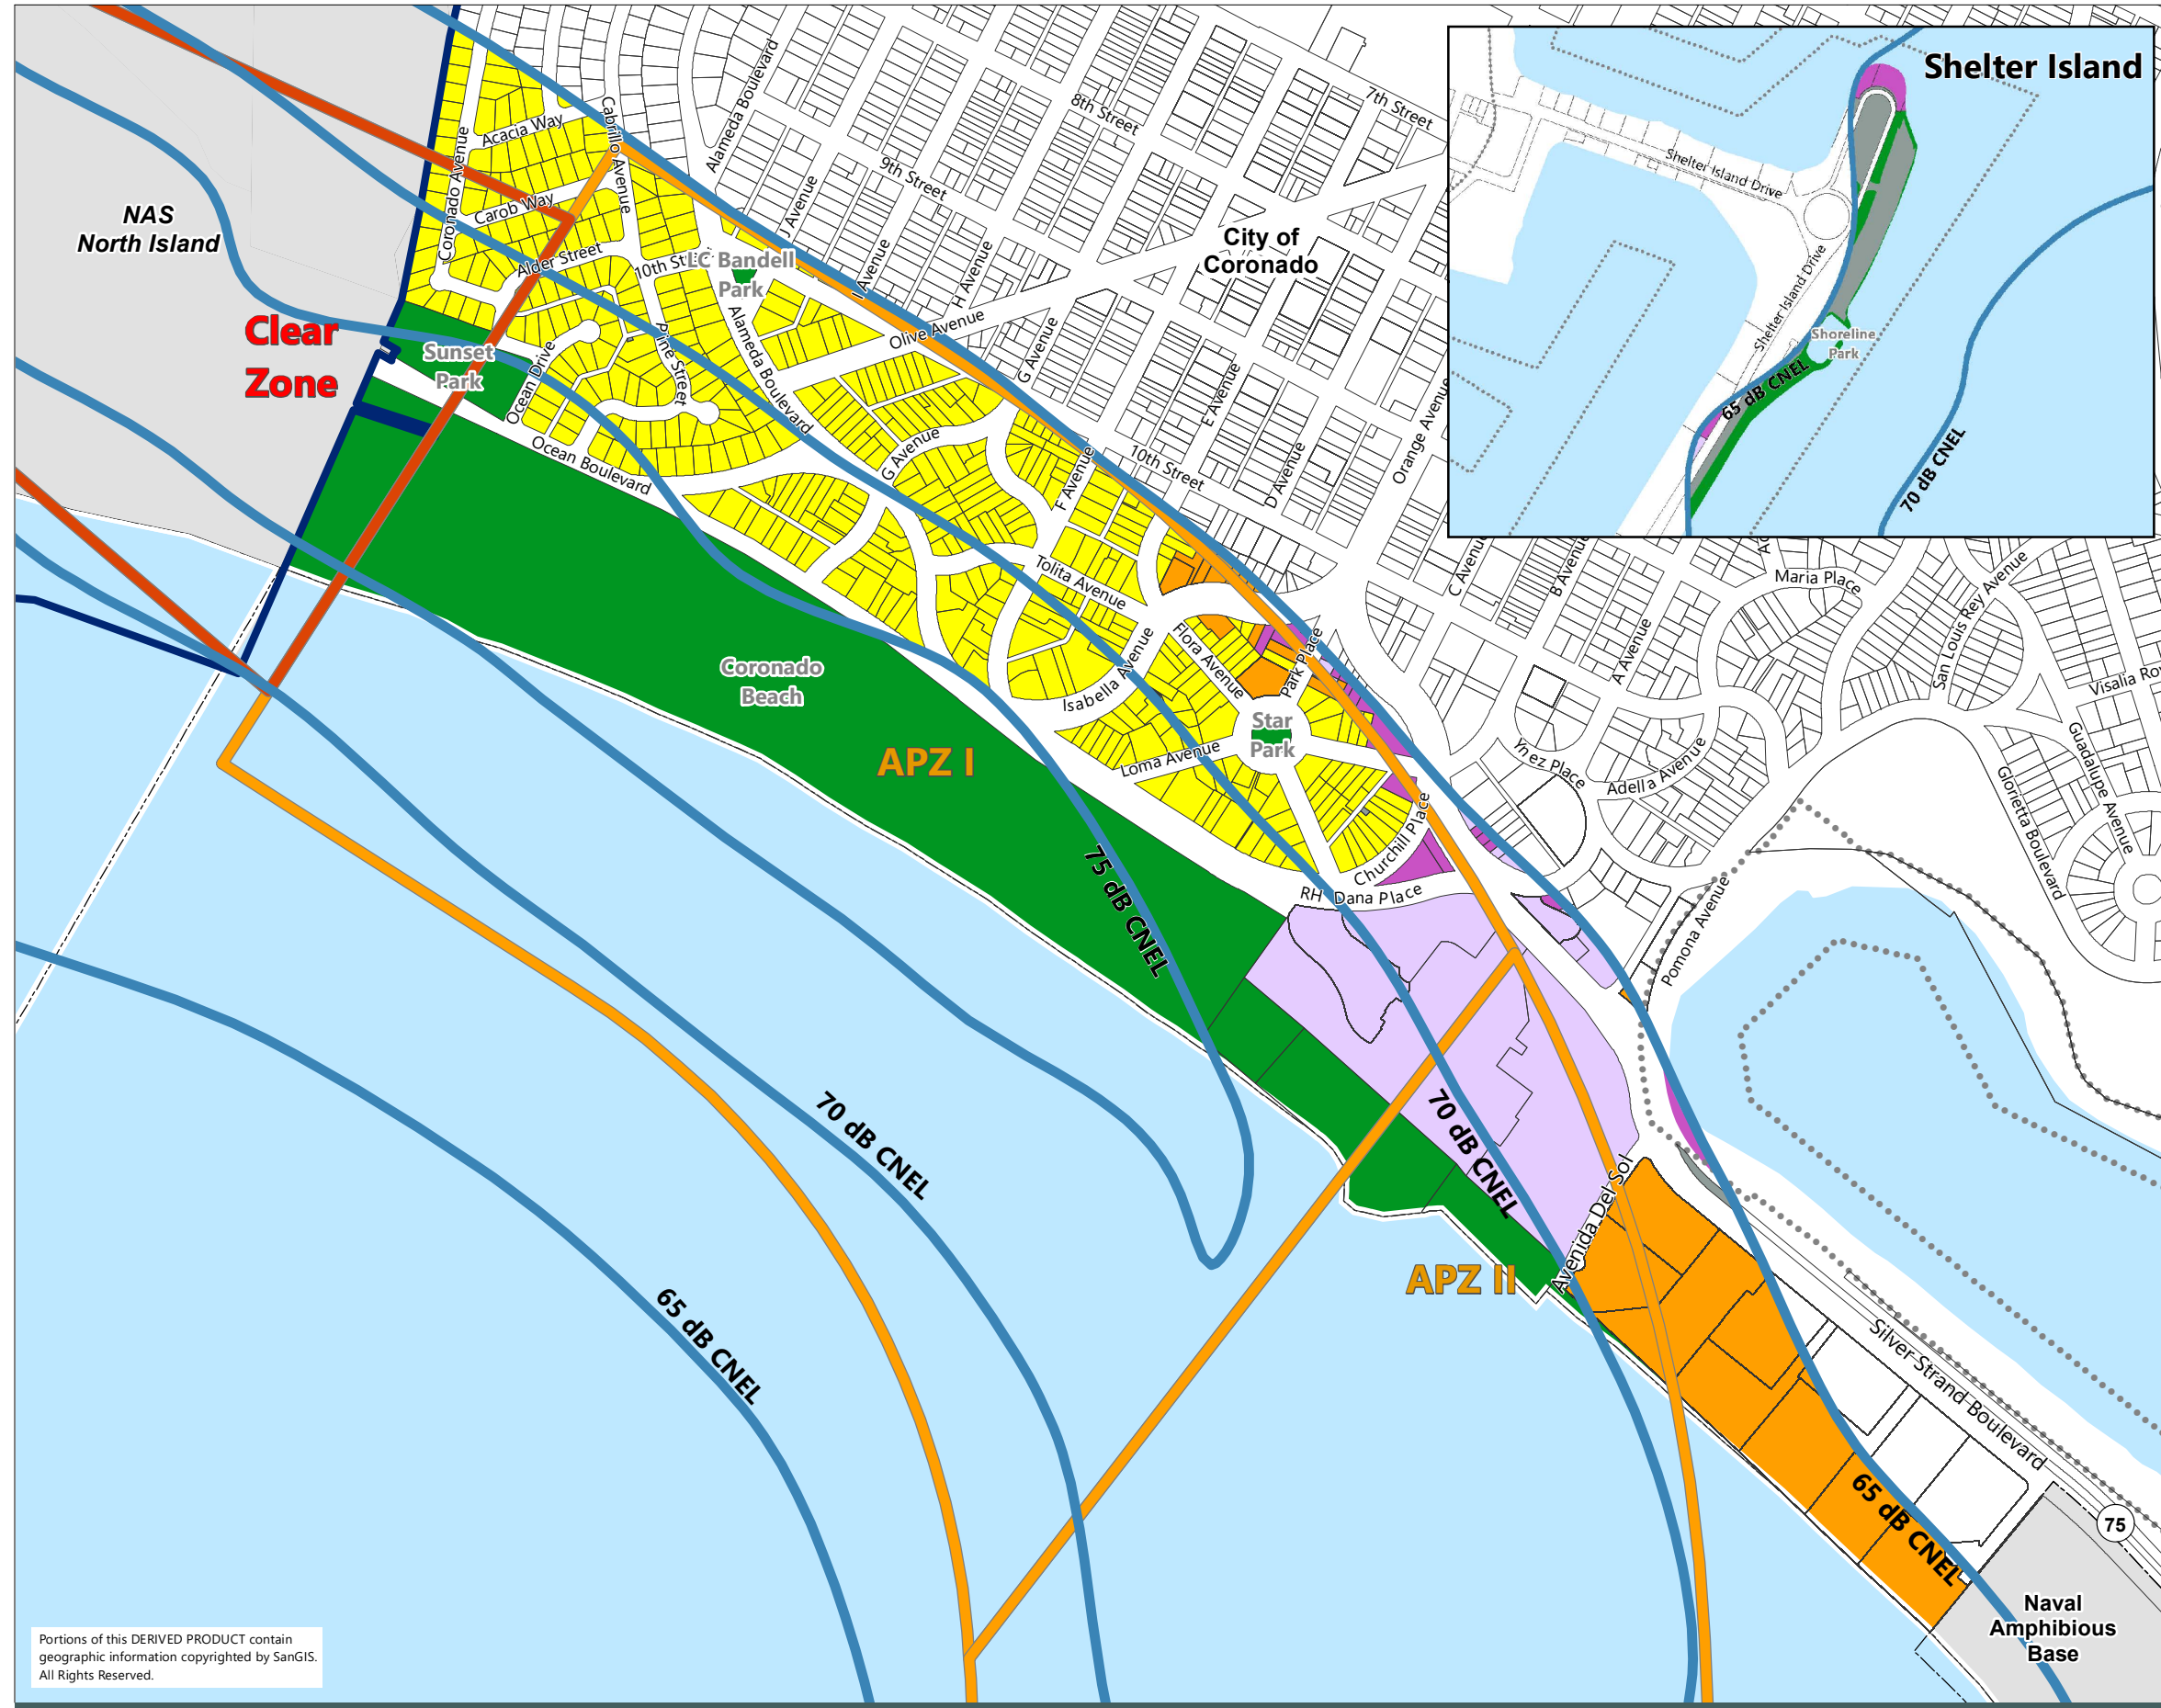 Shelter Island
Shelter Island Drive
Shelter Island Drive
Shoreline
Park
65 dB CNEL
70 dB CNEL
NAS
North Island
Clear
Zone
Coronado Avenue
Acacia Way
Cabrillo Avenue
Carob Way
Alder Street
10th St
LC Bandell
Park
Alameda Boulevard
J Avenue
I Avenue
H Avenue
9th Street
8th Street
7th Street
City of
Coronado
Olive Avenue
G Avenue
E Avenue
D Avenue
Orange Avenue
10th Street
Sunset
Park
Ocean Drive
Pine Street
Alameda Boulevard
Ocean Boulevard
G Avenue
F Avenue
Tolita Avenue
C Avenue
B Avenue
A Avenue
Maria Place
San Louis Rey Avenue
Visalia Ro
Guadalupe Avenue
Glorietta Boulevard
Coronado
Beach
APZ I
Isabella Avenue
Flora Avenue
Park Place
Star
Park
Loma Avenue
Ynez Place
Adella Avenue
Churchill Place
RH Dana Place
Pomona Avenue
75 dB CNEL
70 dB CNEL
70 dB CNEL
65 dB CNEL
APZ II
Avenida Del Sol
Silver Strand Boulevard
65 dB CNEL
75
Naval
Amphibious
Base
Portions of this DERIVED PRODUCT contain
geographic information copyrighted by SanGIS.
All Rights Reserved.